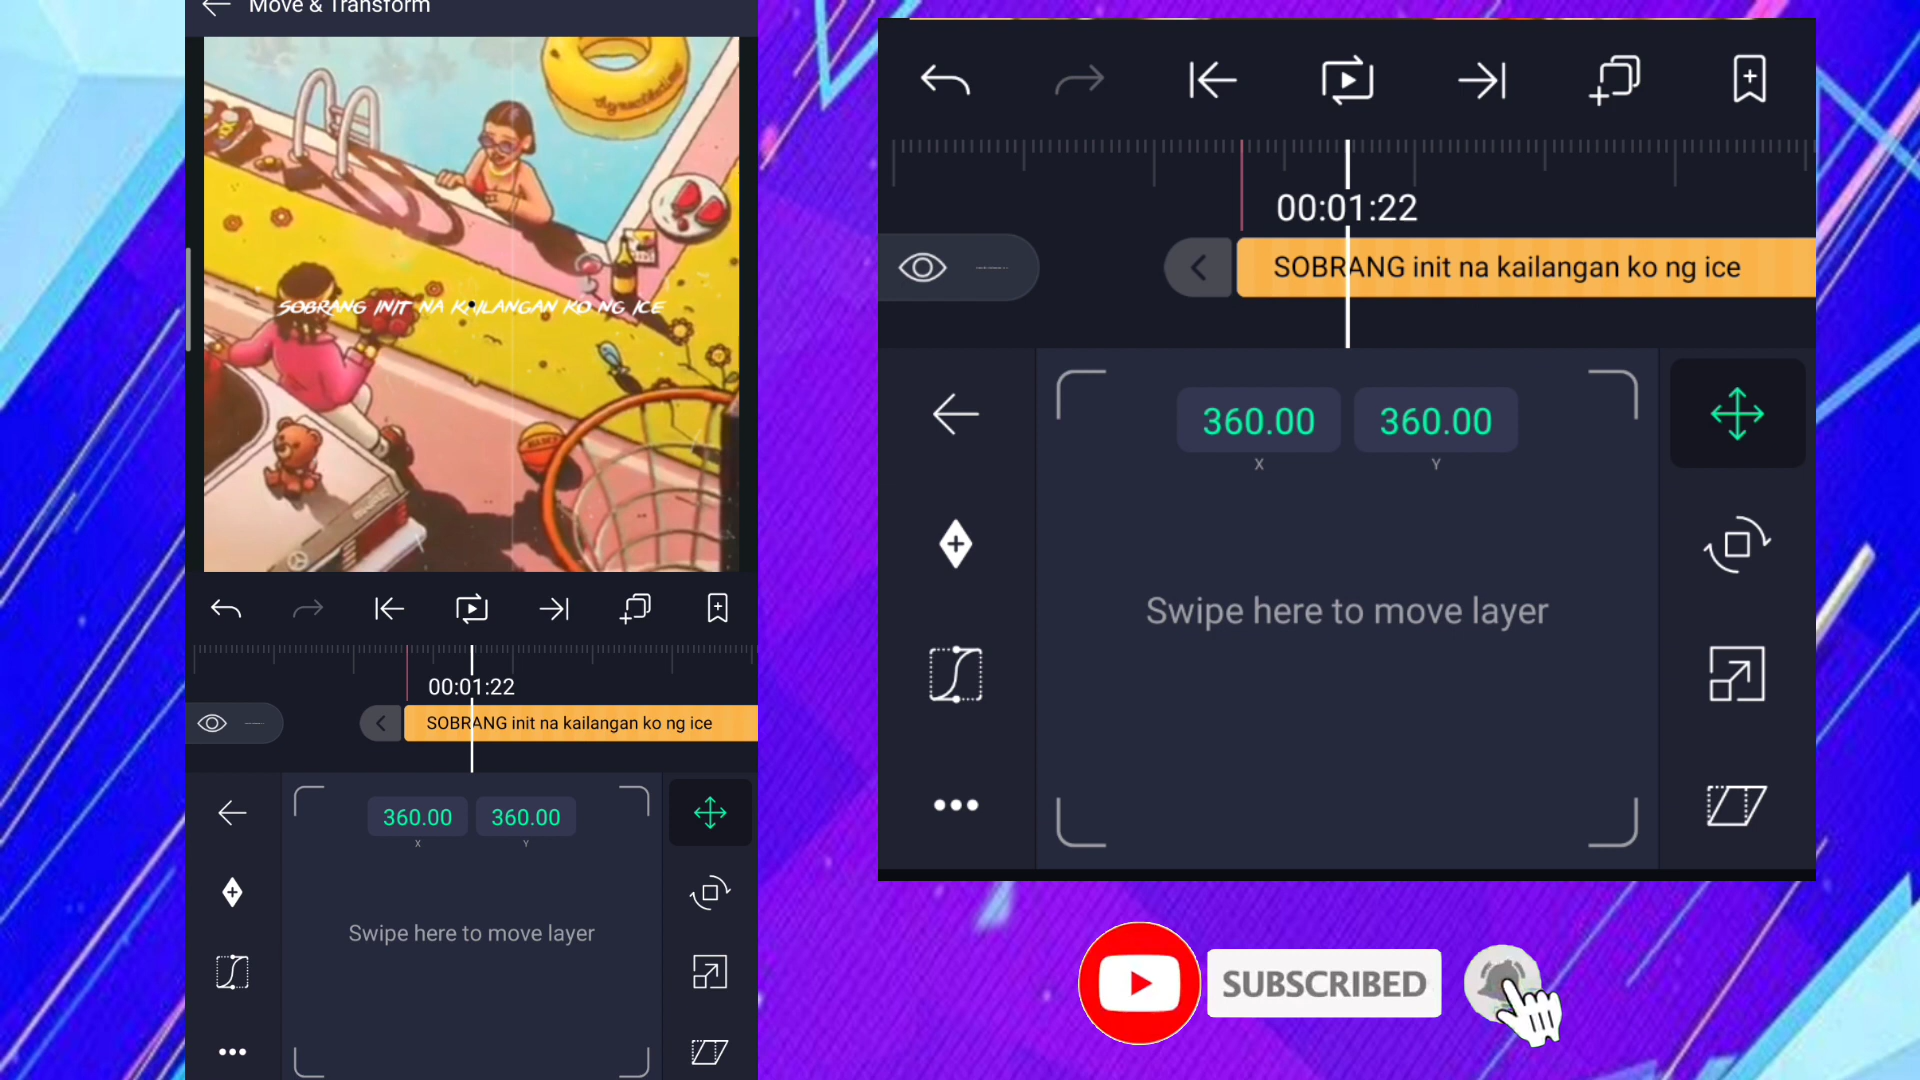 Move & Transform
SOBRANG INIT NA KAILANGAN KO NG ICE
00:01:22
SOBRANG init na kailangan ko ng ice
360.00 360.00
X Y
Swipe here to move layer
00:01:22
SOBRANG init na kailangan ko ng ice
360.00 360.00
X Y
Swipe here to move layer
SUBSCRIBED